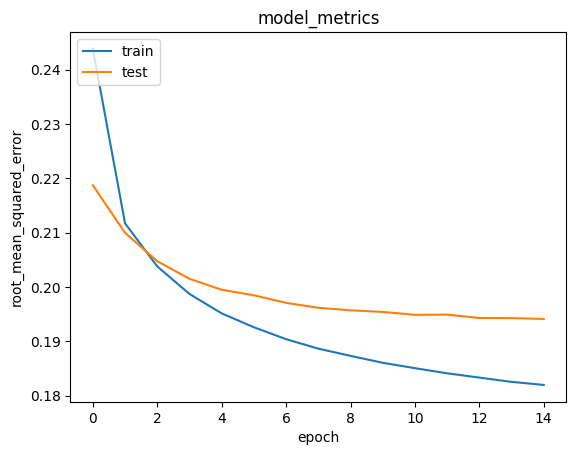 model_metrics
train
test
root_mean_squared_error
0.24
0.23
0.22
0.21
0.20
0.19
0.18
0 2 4 6 8 10 12 14
epoch